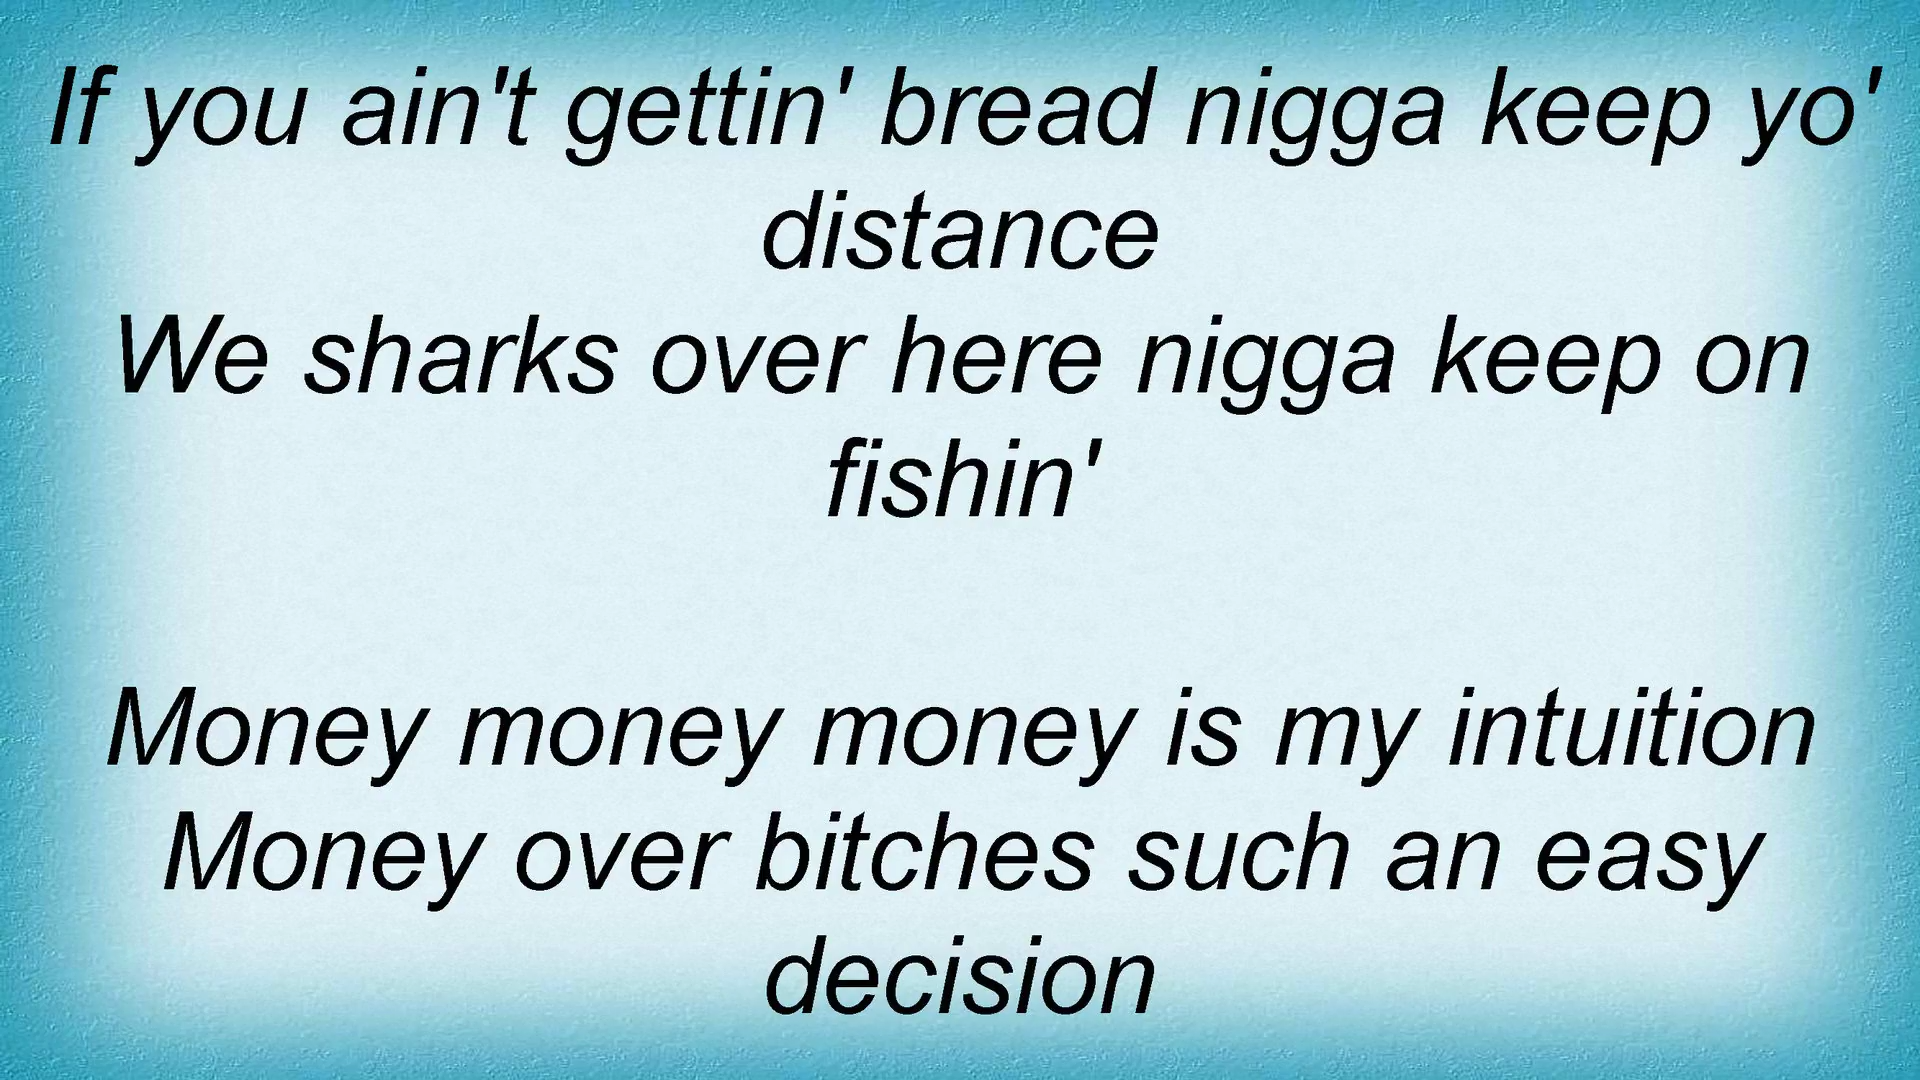 If you ain't gettin' bread nigga keep yo'
distance
We sharks over here nigga keep on
fishin'
Money money money is my intuition
Money over bitches such an easy
decision